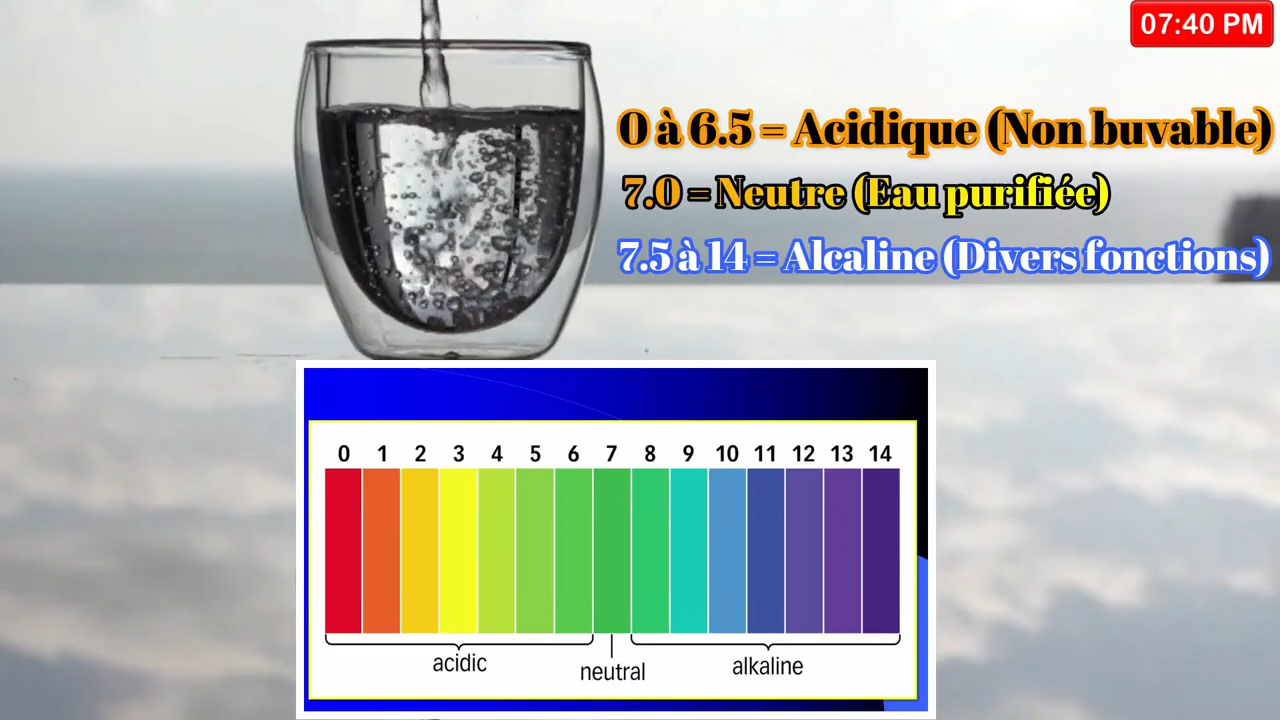 07:40 PM
0 à 6.5 = Acidique (Non buvable)
7.0 = Neutre (Eau purifiée)
7.5 à 14 = Alcaline (Divers fonctions)
0 1 2 3 4 5 6 7 8 9 10 11 12 13 14
acidic neutral alkaline